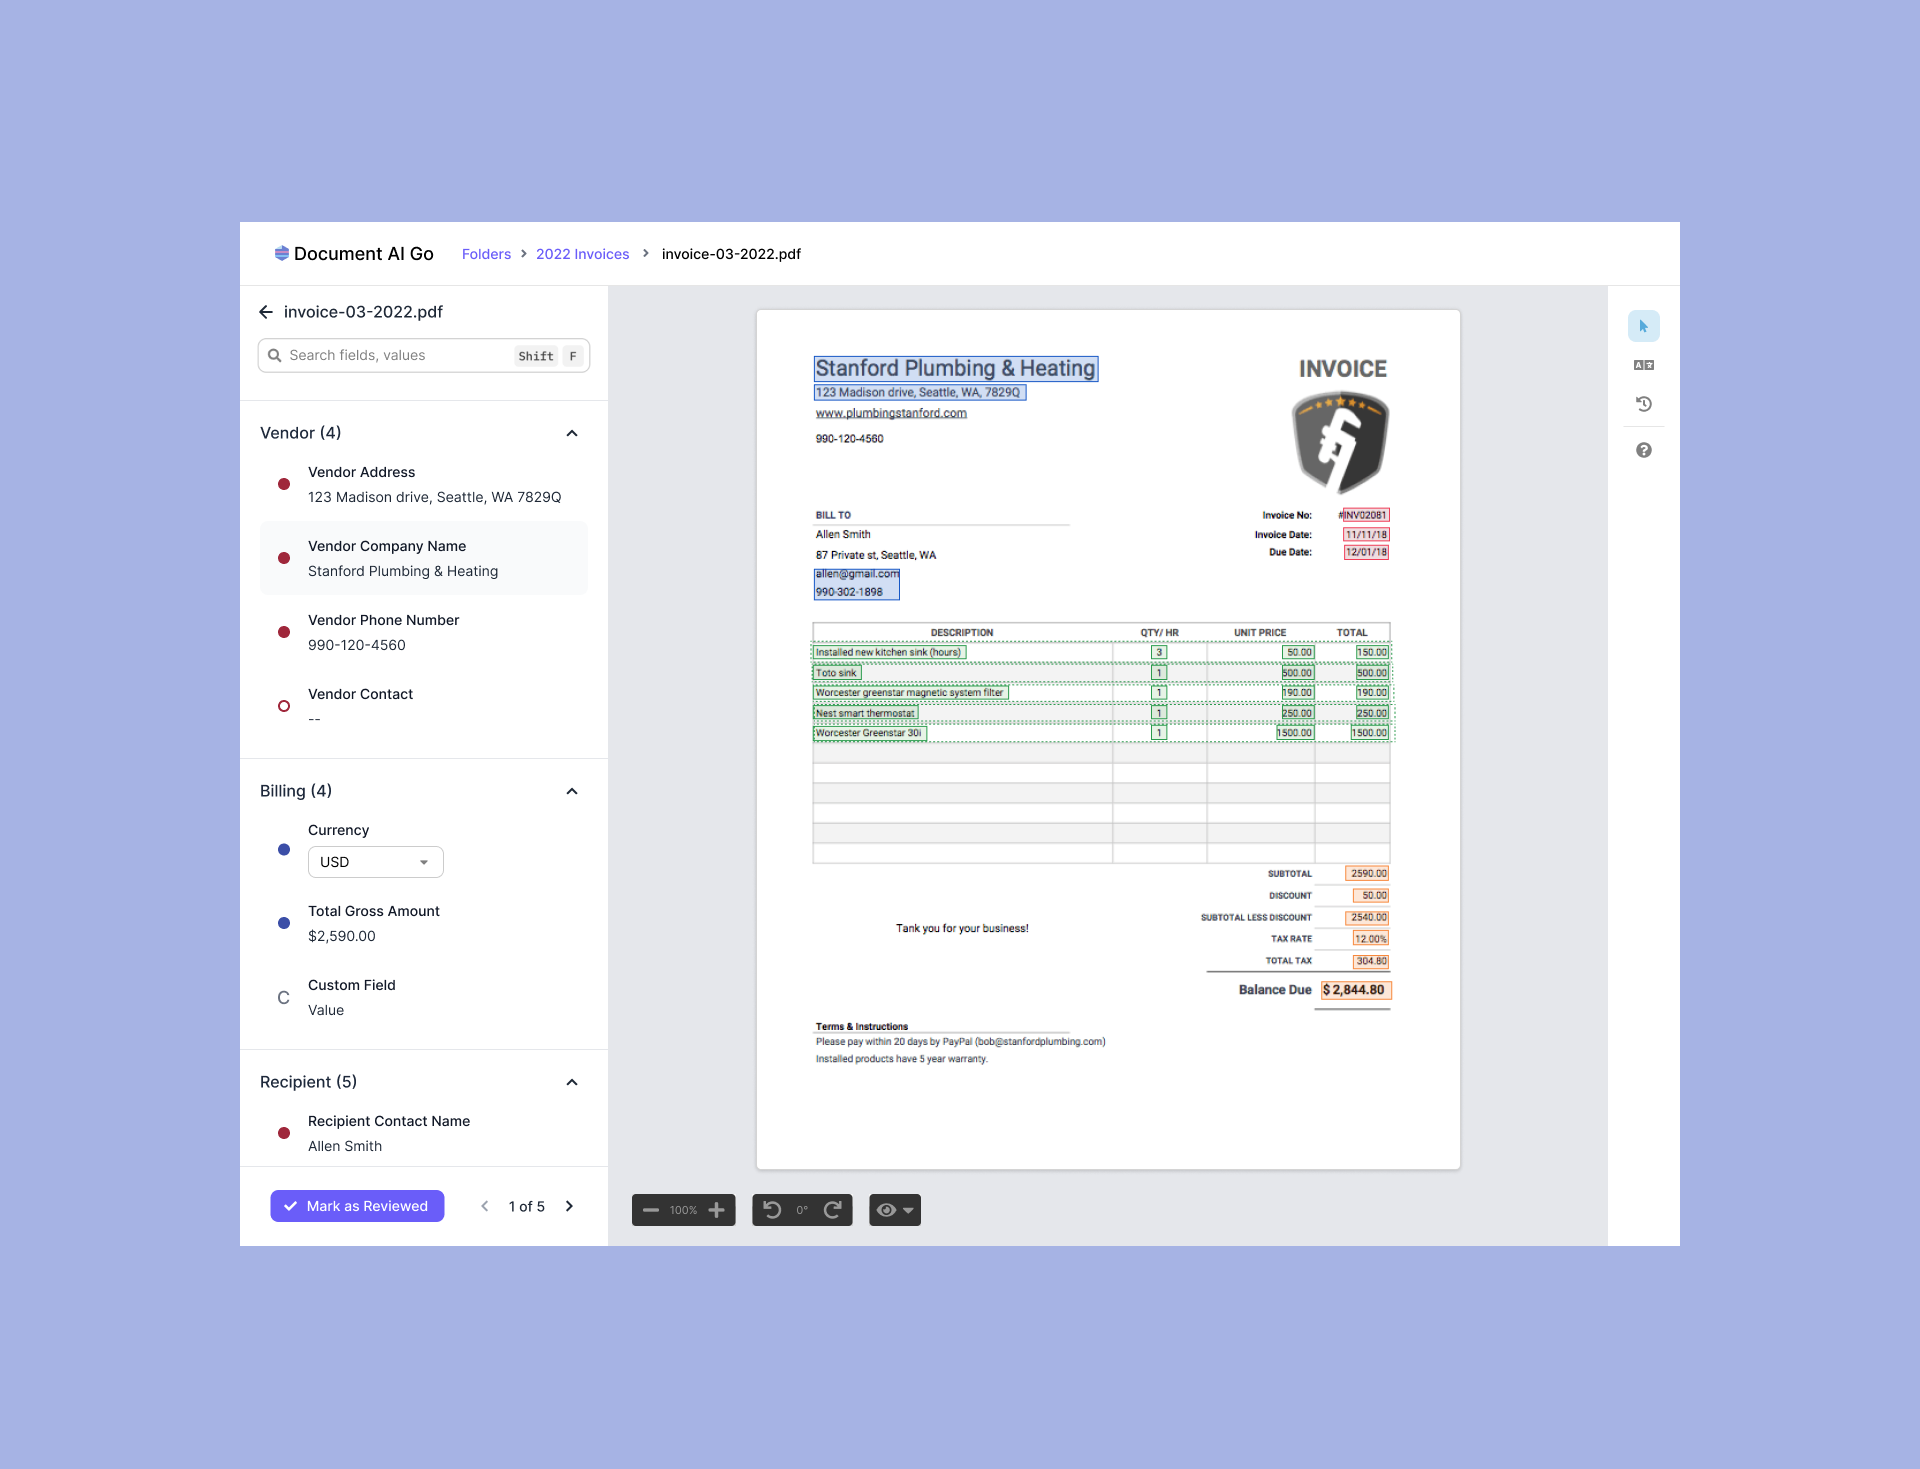 Document AI Go Folders > 2022 Invoices > invoice-03-2022.pdf
invoice-03-2022.pdf
Search fields, values Shift F
Vendor (4)
Vendor Address
123 Madison drive, Seattle, WA 7829Q
Vendor Company Name
Stanford Plumbing & Heating
Vendor Phone Number
990-120-4560
Vendor Contact
--
Billing (4)
Currency
USD
Total Gross Amount
$2,590.00
C Custom Field
Value
Recipient (5)
Recipient Contact Name
Allen Smith
Mark as Reviewed 1 of 5
Stanford Plumbing & Heating
123 Madison drive, Seattle, WA, 7829Q
www.plumbingstanford.com
990-120-4560
INVOICE
BILL TO
Allen Smith
87 Private st, Seattle, WA
allen@gmail.com
990-302-1898
Invoice No: #INV02081
Invoice Date: 11/11/18
Due Date: 12/01/18
DESCRIPTION QTY/ HR UNIT PRICE TOTAL
Installed new kitchen sink (hours) 3 50.00 150.00
Toto sink 1 500.00 500.00
Worcester greenstar magnetic system filter 1 190.00 190.00
Nest smart thermostat 1 250.00 250.00
Worcester Greenstar 30i 1 1500.00 1500.00
SUBTOTAL 2590.00
DISCOUNT 50.00
SUBTOTAL LESS DISCOUNT 2540.00
TAX RATE 12.00%
TOTAL TAX 304.80
Balance Due $ 2,844.80
Tank you for your business!
Terms & Instructions
Please pay within 20 days by PayPal (bob@stanfordplumbing.com)
Installed products have 5 year warranty.
100% 0°
A